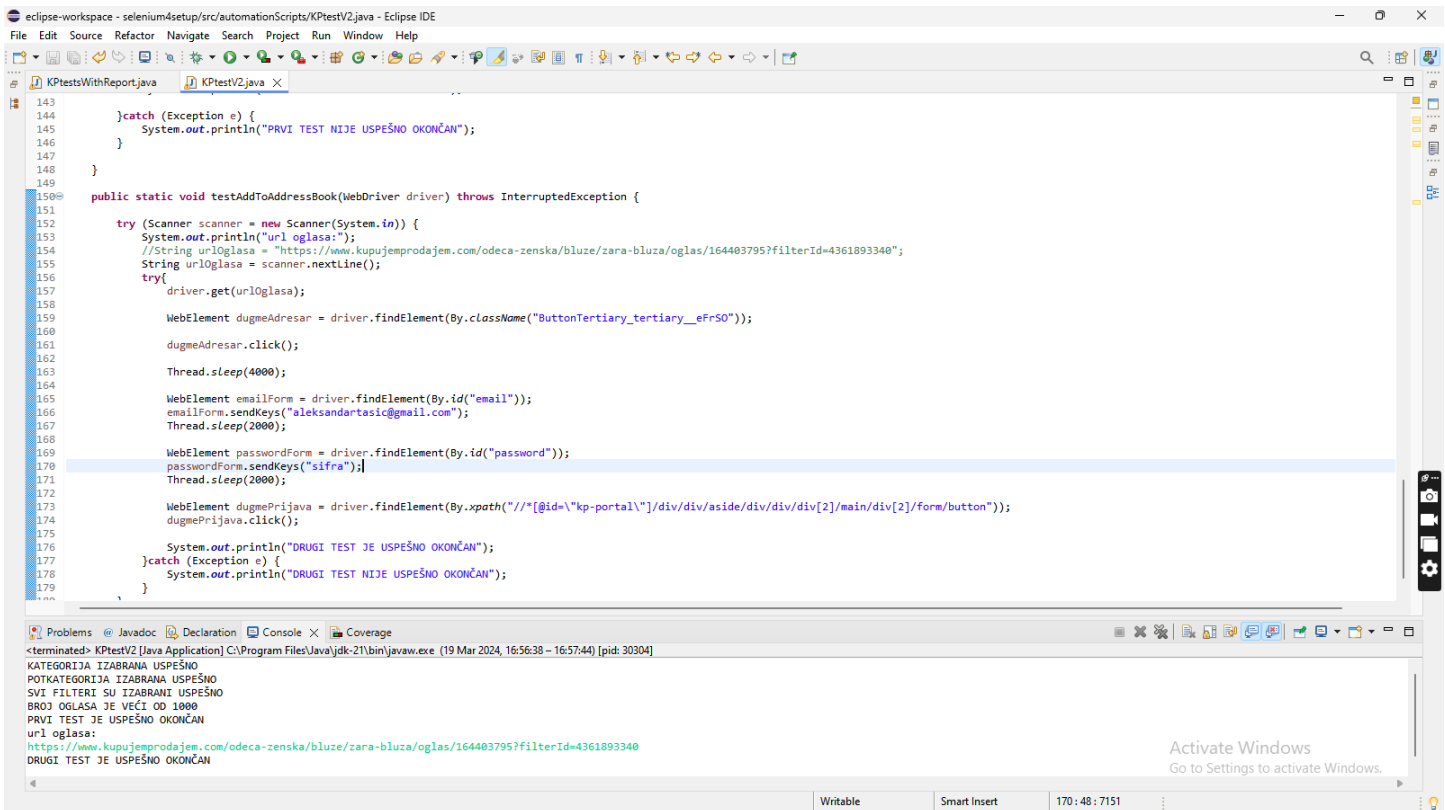 eclipse-workspace - selenium4setup/src/automationScripts/KPtestV2.java - Eclipse IDE
File Edit Source Refactor Navigate Search Project Run Window Help
KPtestsWithReport.java KPtestV2.java
143
144 }catch (Exception e) {
145 System.out.println("PRVI TEST NIJE USPEŠNO OKONČAN");
146 }
147
148 }
149
150 public static void testAddToAddressBook(WebDriver driver) throws InterruptedException {
151
152 try (Scanner scanner = new Scanner(System.in)) {
153 System.out.println("url oglasa:");
154 //String urlOglasa = "https://www.kupujemprodajem.com/odeca-zenska/bluze/zara-bluza/oglas/164403795?filterId=4361893340";
155 String urlOglasa = scanner.nextLine();
156 try{
157 driver.get(urlOglasa);
158
159 WebElement dugmeAdresar = driver.findElement(By.className("ButtonTertiary_tertiary__eFrSO"));
160
161 dugmeAdresar.click();
162
163 Thread.sleep(4000);
164
165 WebElement emailForm = driver.findElement(By.id("email"));
166 emailForm.sendKeys("aleksandartasic@gmail.com");
167 Thread.sleep(2000);
168
169 WebElement passwordForm = driver.findElement(By.id("password"));
170 passwordForm.sendKeys("sifra");
171 Thread.sleep(2000);
172
173 WebElement dugmePrijava = driver.findElement(By.xpath("//*[@id=\"kp-portal\"]/div/div/aside/div/div/div[2]/main/div[2]/form/button"));
174 dugmePrijava.click();
175
176 System.out.println("DRUGI TEST JE USPEŠNO OKONČAN");
177 }catch (Exception e) {
178 System.out.println("DRUGI TEST NIJE USPEŠNO OKONČAN");
179 }
Problems Javadoc Declaration Console Coverage
<terminated> KPtestV2 [Java Application] C:\Program Files\Java\jdk-21\bin\javaw.exe (19 Mar 2024, 16:56:38 – 16:57:44) [pid: 30304]
KATEGORIJA IZABRANA USPEŠNO
POTKATEGORIJA IZABRANA USPEŠNO
SVI FILTERI SU IZABRANI USPEŠNO
BROJ OGLASA JE VEĆI OD 1000
PRVI TEST JE USPEŠNO OKONČAN
url oglasa:
https://www.kupujemprodajem.com/odeca-zenska/bluze/zara-bluza/oglas/164403795?filterId=4361893340
DRUGI TEST JE USPEŠNO OKONČAN
Activate Windows
Go to Settings to activate Windows.
Writable Smart Insert 170 : 48 : 7151